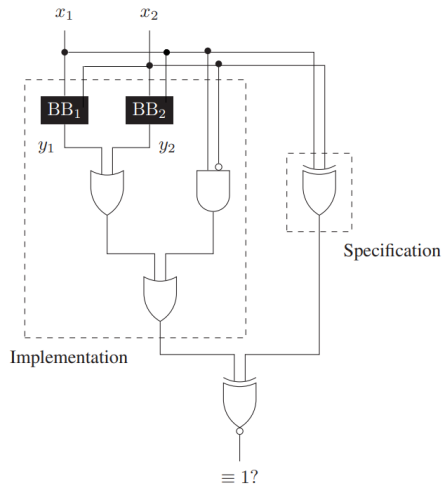 x₁ x₂
BB₁ BB₂
y₁ y₂
Specification
Implementation
≡ 1?